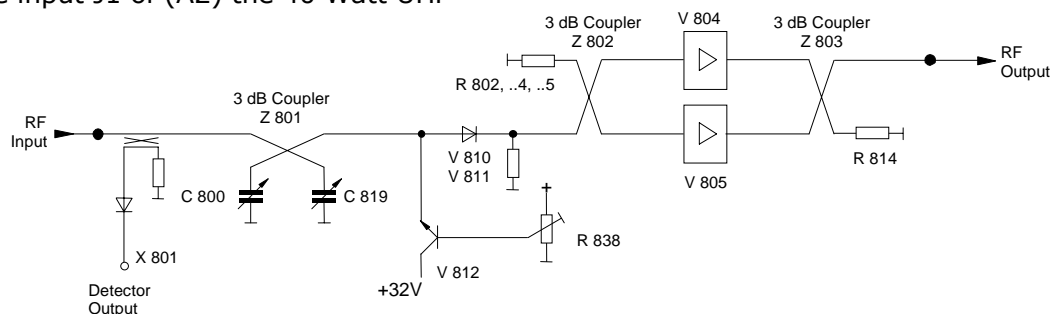 e input J1 of (A2) the 40-Watt UHF
3 dB Coupler
Z 802
V 804
3 dB Coupler
Z 803
RF
Output
R 802, ..4, ..5
3 dB Coupler
Z 801
RF
Input
V 810
V 811
R 814
V 805
C 800
C 819
+
R 838
X 801
V 812
Detector
Output
+32V